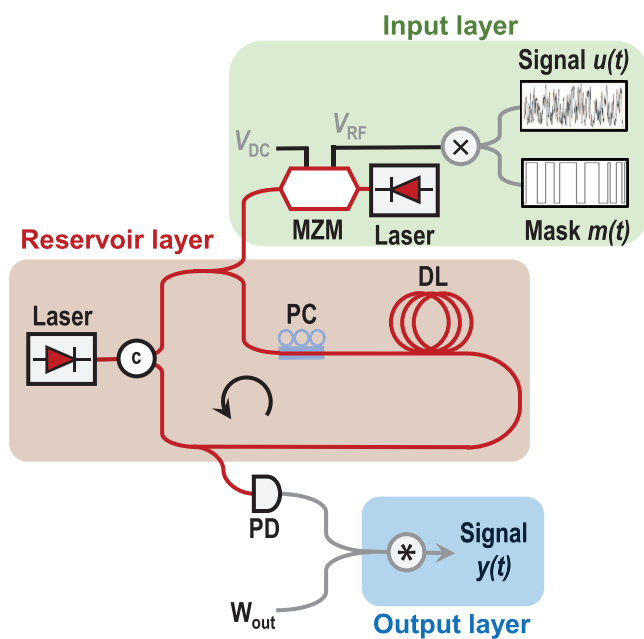 Input layer
Signal u(t)
V_DC
V_RF
×
MZM
Laser
Mask m(t)
Reservoir layer
Laser
c
PC
DL
PD
W_out
*
Signal
y(t)
Output layer